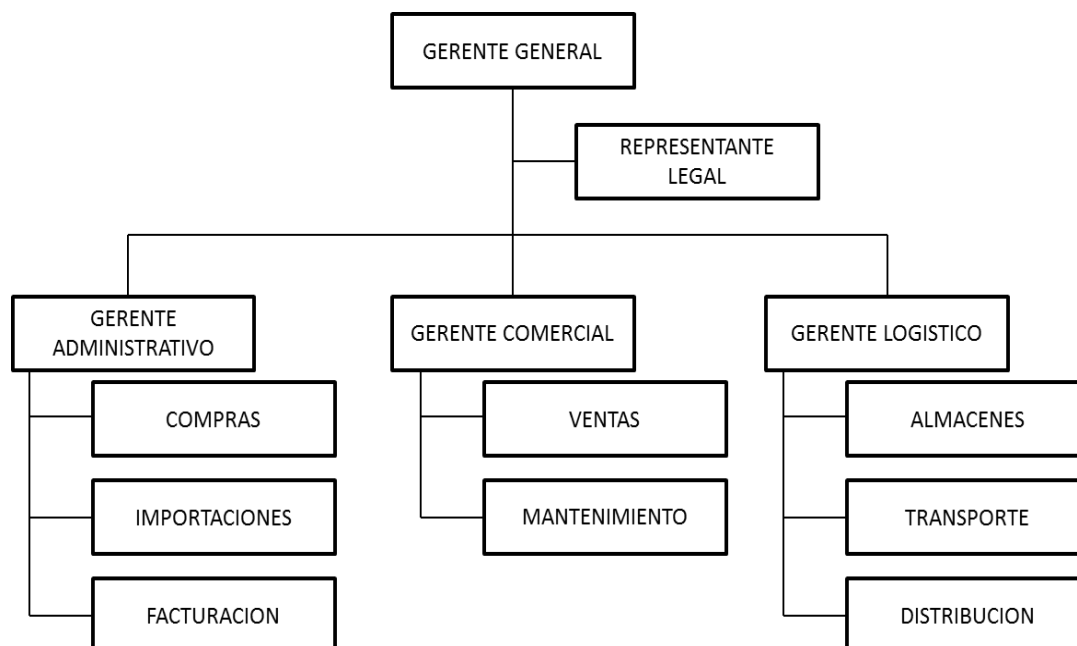 GERENTE GENERAL
REPRESENTANTE
LEGAL
GERENTE
ADMINISTRATIVO
GERENTE COMERCIAL
GERENTE LOGISTICO
COMPRAS
VENTAS
ALMACENES
IMPORTACIONES
MANTENIMIENTO
TRANSPORTE
FACTURACION
DISTRIBUCION